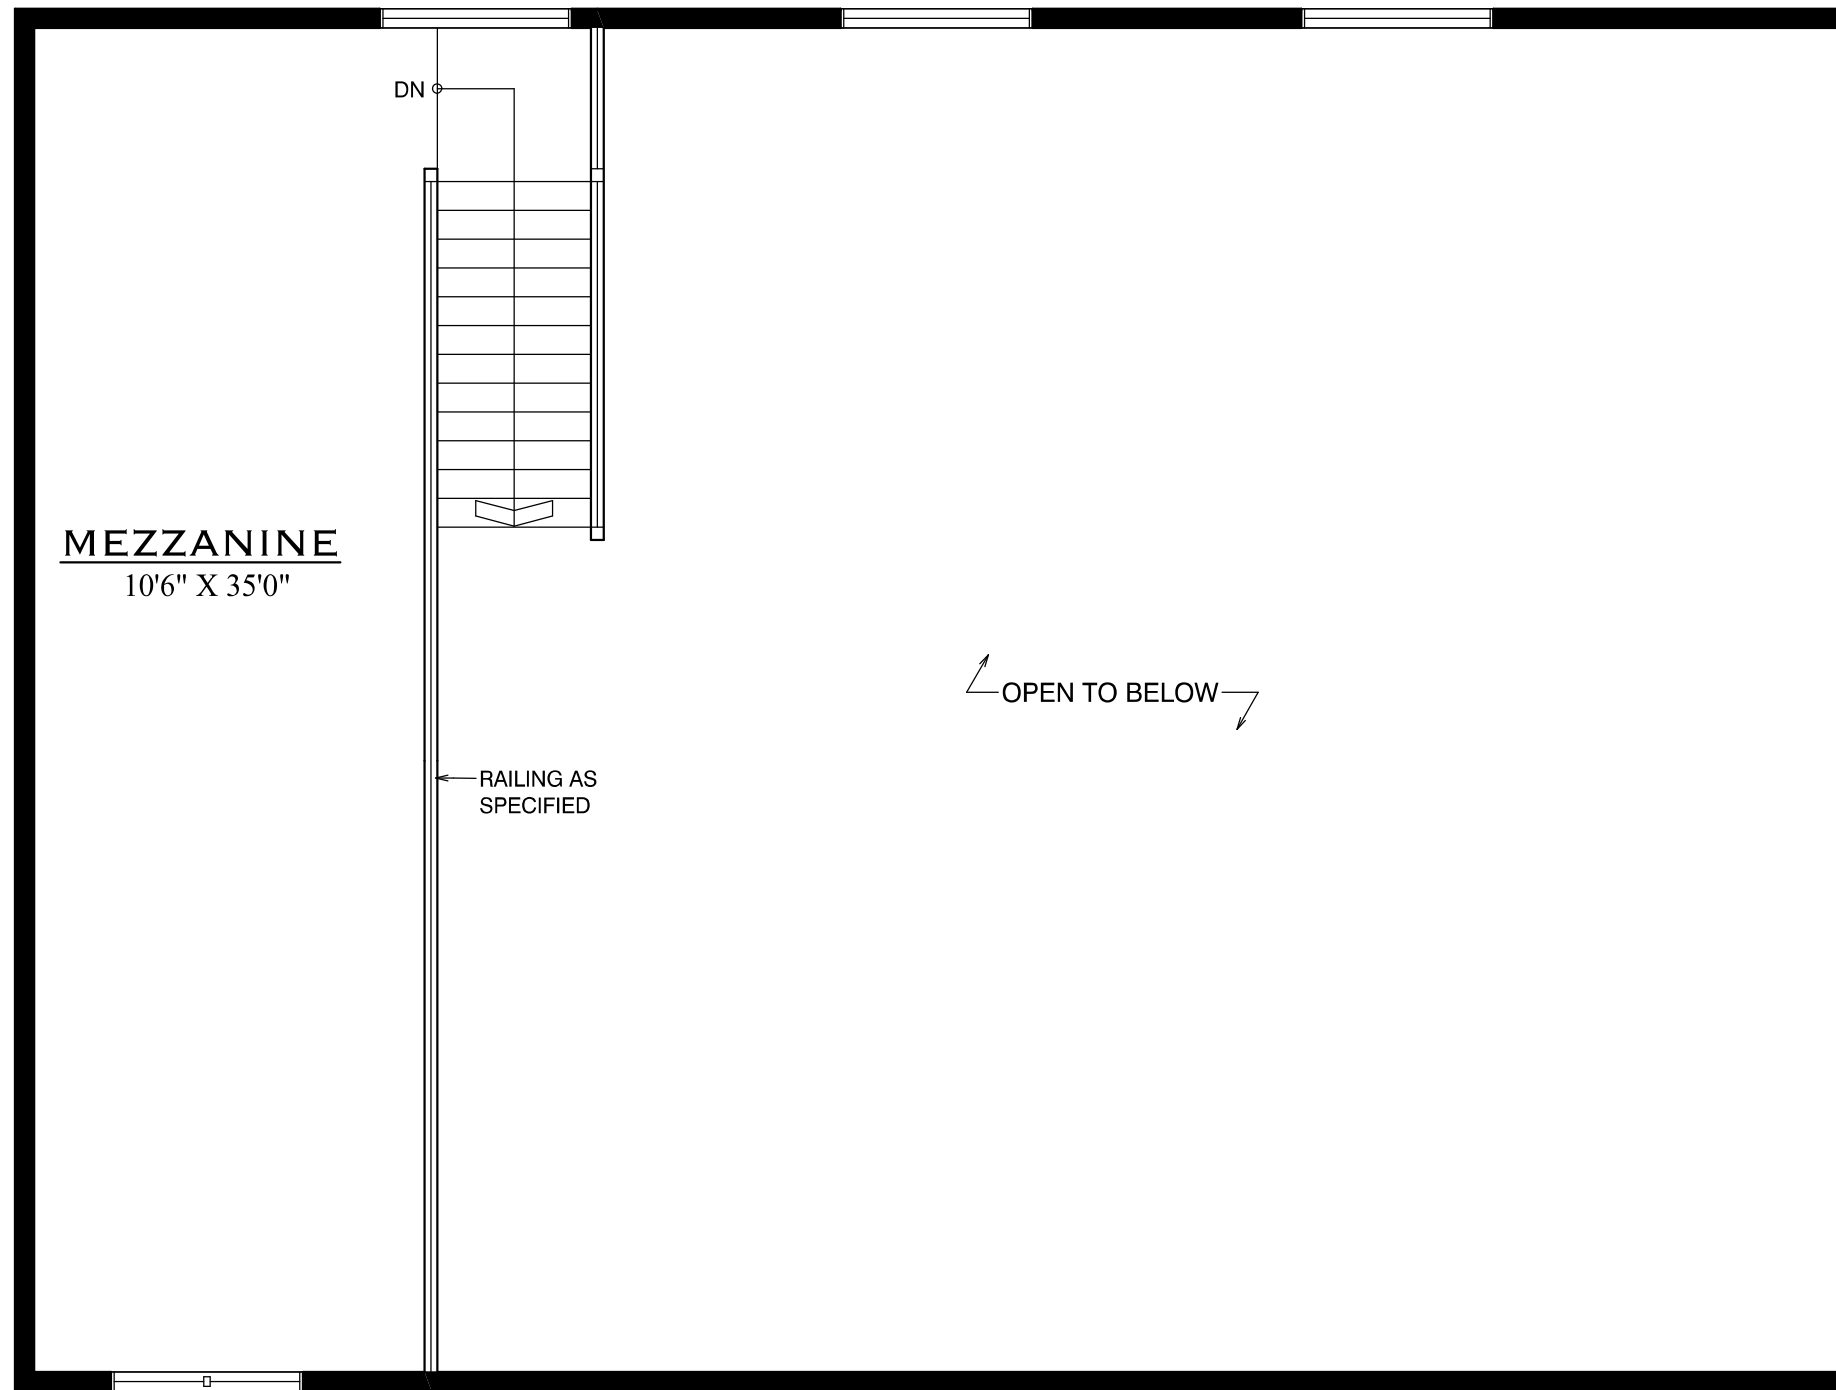 DN
MEZZANINE
10'6" X 35'0"
OPEN TO BELOW
RAILING AS
SPECIFIED